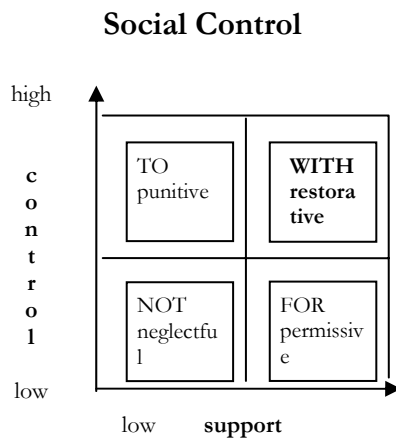 Social Control
high
c
o
n
t
r
o
l
TO
punitive
WITH
restora
tive
NOT
neglectfu
l
FOR
permissiv
e
low
low support